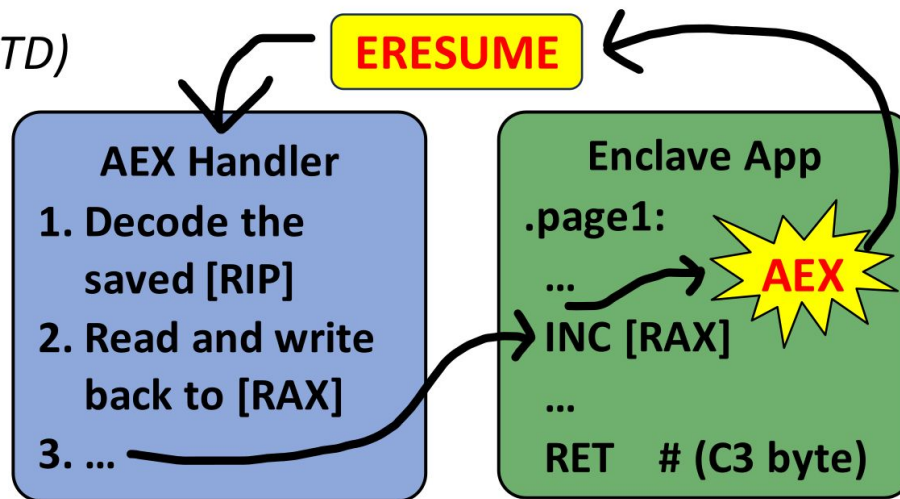 TD)
ERESUME
AEX Handler
1. Decode the
saved [RIP]
2. Read and write
back to [RAX]
3. ...
Enclave App
.page1:
...
AEX
INC [RAX]
...
RET # (C3 byte)